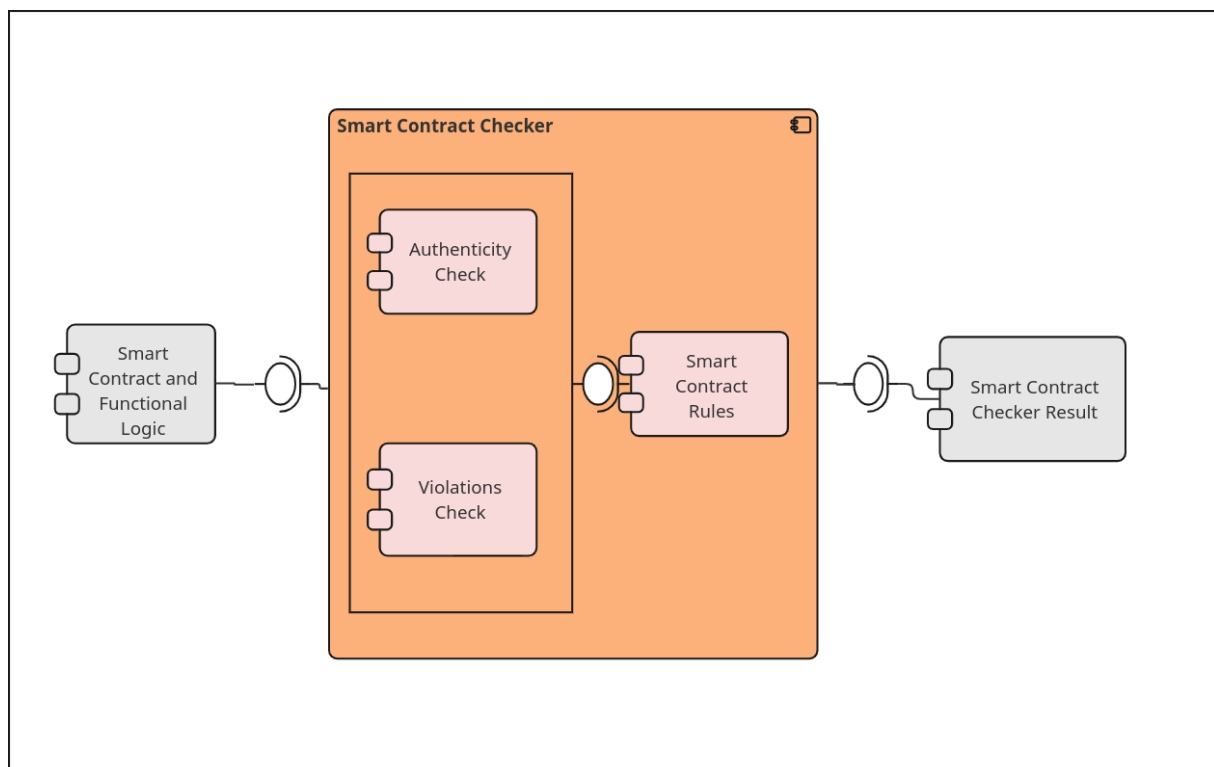 Smart Contract Checker
Authenticity
Check
Smart
Contract and
Functional
Logic
Smart
Contract
Rules
Smart Contract
Checker Result
Violations
Check